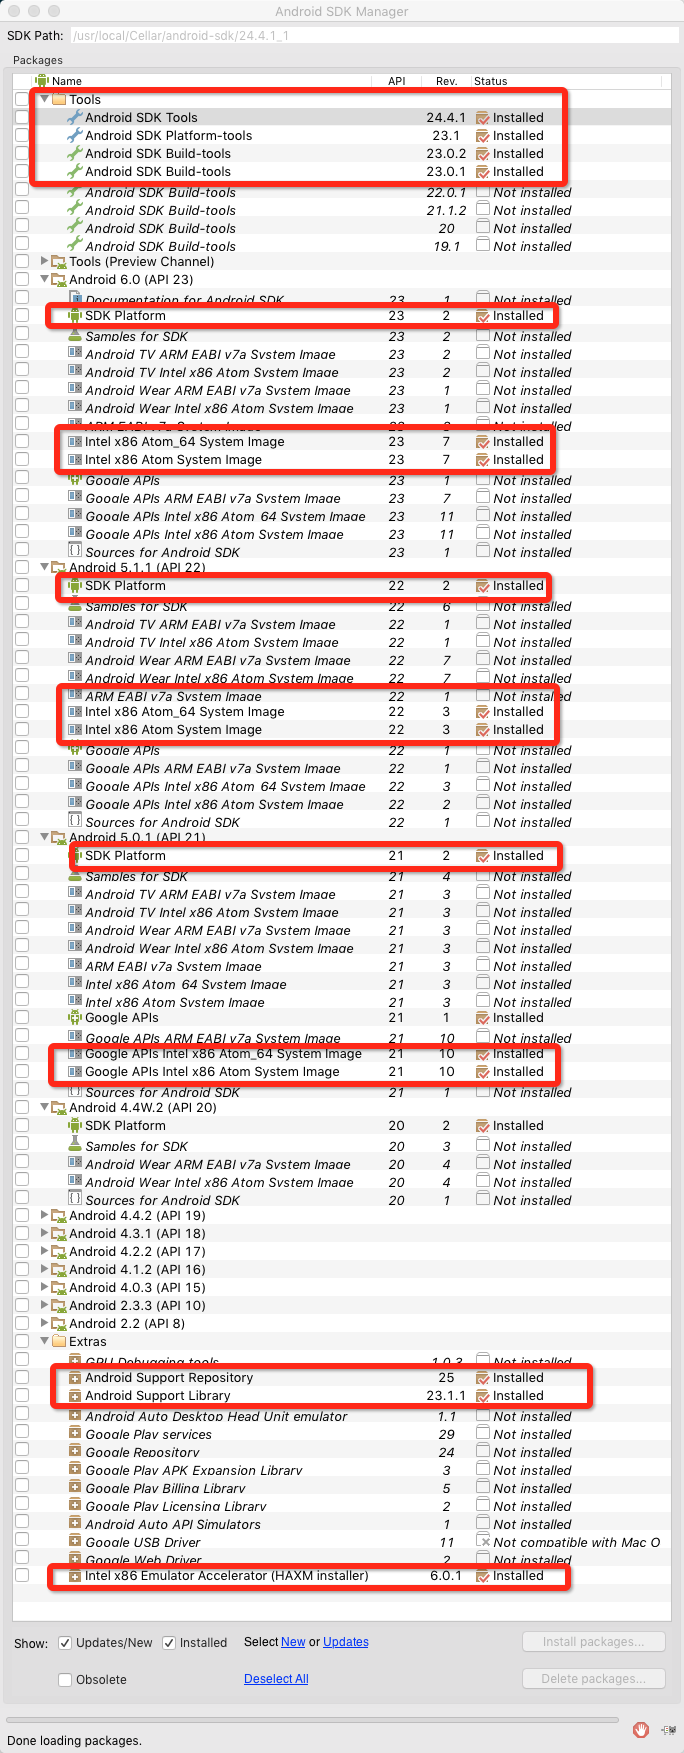 Android SDK Manager
SDK Path: /usr/local/Cellar/android-sdk/24.4.1_1
Packages
Name API Rev. Status
Tools
Android SDK Tools 24.4.1 Installed
Android SDK Platform-tools 23.1 Installed
Android SDK Build-tools 23.0.2 Installed
Android SDK Build-tools 23.0.1 Installed
Android SDK Build-tools 22.0.1 Not installed
Android SDK Build-tools 21.1.2 Not installed
Android SDK Build-tools 20 Not installed
Android SDK Build-tools 19.1 Not installed
Tools (Preview Channel)
Android 6.0 (API 23)
Documentation for Android SDK 23 1 Not installed
SDK Platform 23 2 Installed
Samples for SDK 23 2 Not installed
Android TV ARM EABI v7a System Image 23 2 Not installed
Android TV Intel x86 Atom System Image 23 2 Not installed
Android Wear ARM EABI v7a System Image 23 1 Not installed
Android Wear Intel x86 Atom System Image 23 1 Not installed
ARM EABI v7a System Image 23 Not installed
Intel x86 Atom_64 System Image 23 7 Installed
Intel x86 Atom System Image 23 7 Installed
Google APIs 23 1 Not installed
Google APIs ARM EABI v7a System Image 23 7 Not installed
Google APIs Intel x86 Atom_64 System Image 23 11 Not installed
Google APIs Intel x86 Atom System Image 23 11 Not installed
Sources for Android SDK 23 1 Not installed
Android 5.1.1 (API 22)
SDK Platform 22 2 Installed
Samples for SDK 22 6 Not installed
Android TV ARM EABI v7a System Image 22 1 Not installed
Android TV Intel x86 Atom System Image 22 1 Not installed
Android Wear ARM EABI v7a System Image 22 7 Not installed
Android Wear Intel x86 Atom System Image 22 7 Not installed
ARM EABI v7a System Image 22 1 Not installed
Intel x86 Atom_64 System Image 22 3 Installed
Intel x86 Atom System Image 22 3 Installed
Google APIs 22 1 Not installed
Google APIs ARM EABI v7a System Image 22 1 Not installed
Google APIs Intel x86 Atom_64 System Image 22 3 Not installed
Google APIs Intel x86 Atom System Image 22 2 Not installed
Sources for Android SDK 22 1 Not installed
Android 5.0.1 (API 21)
SDK Platform 21 2 Installed
Samples for SDK 21 4 Not installed
Android TV ARM EABI v7a System Image 21 3 Not installed
Android TV Intel x86 Atom System Image 21 3 Not installed
Android Wear ARM EABI v7a System Image 21 3 Not installed
Android Wear Intel x86 Atom System Image 21 3 Not installed
ARM EABI v7a System Image 21 3 Not installed
Intel x86 Atom_64 System Image 21 3 Not installed
Intel x86 Atom System Image 21 3 Not installed
Google APIs 21 1 Installed
Google APIs ARM EABI v7a System Image 21 10 Not installed
Google APIs Intel x86 Atom_64 System Image 21 10 Installed
Google APIs Intel x86 Atom System Image 21 10 Installed
Sources for Android SDK 21 1 Not installed
Android 4.4W.2 (API 20)
SDK Platform 20 2 Installed
Samples for SDK 20 3 Not installed
Android Wear ARM EABI v7a System Image 20 4 Not installed
Android Wear Intel x86 Atom System Image 20 4 Not installed
Sources for Android SDK 20 1 Not installed
Android 4.4.2 (API 19)
Android 4.3.1 (API 18)
Android 4.2.2 (API 17)
Android 4.1.2 (API 16)
Android 4.0.3 (API 15)
Android 2.3.3 (API 10)
Android 2.2 (API 8)
Extras
GPU Debugging tools 1.0.3 Not installed
Android Support Repository 25 Installed
Android Support Library 23.1.1 Installed
Android Auto Desktop Head Unit emulator 1.1 Not installed
Google Play services 29 Not installed
Google Repository 24 Not installed
Google Play APK Expansion Library 3 Not installed
Google Play Billing Library 5 Not installed
Google Play Licensing Library 2 Not installed
Android Auto API Simulators 1 Not installed
Google USB Driver 11 Not compatible with Mac O
Google Web Driver 2 Not installed
Intel x86 Emulator Accelerator (HAXM installer) 6.0.1 Installed
Show: Updates/New Installed Select New or Updates Install packages...
Obsolete Deselect All Delete packages...
Done loading packages.